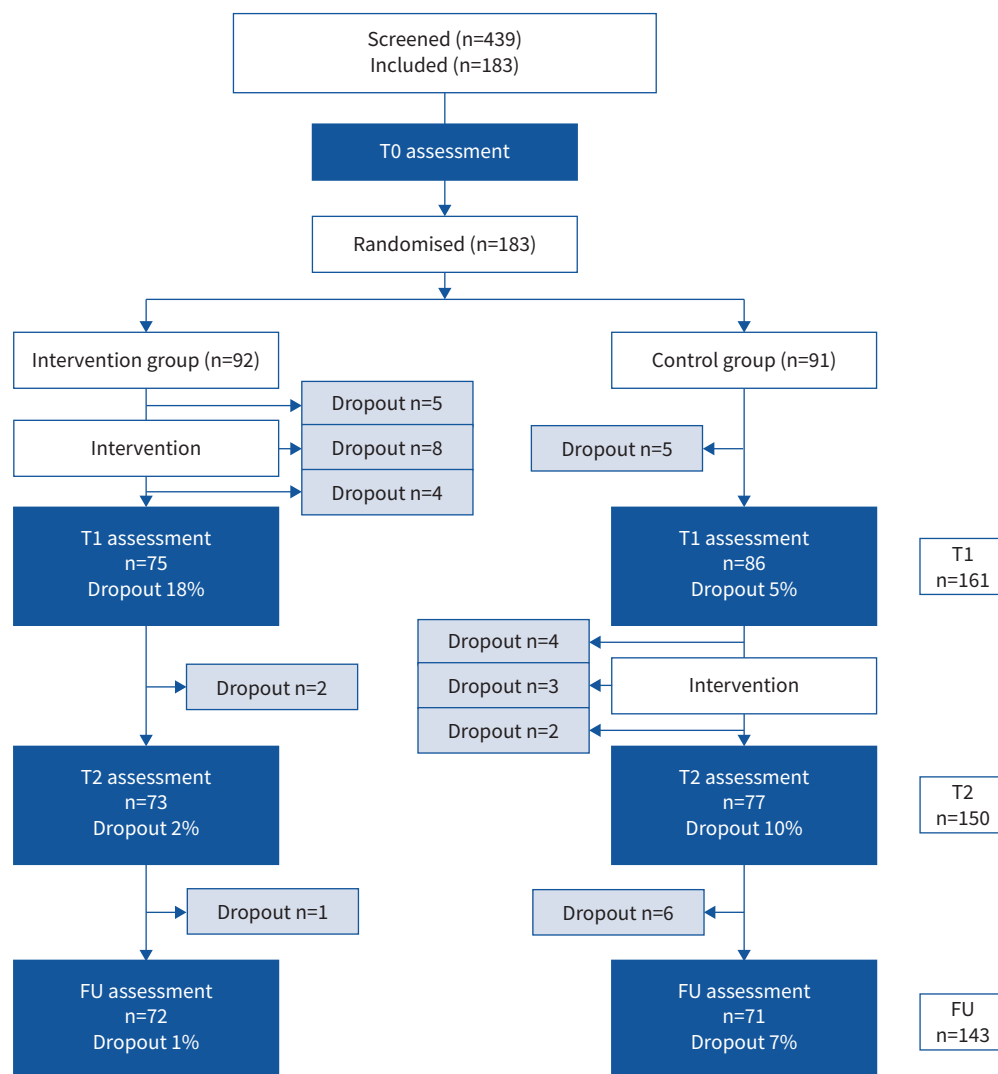 Screened (n=439)
Included (n=183)
T0 assessment
Randomised (n=183)
Intervention group (n=92)
Control group (n=91)
Dropout n=5
Intervention
Dropout n=8
Dropout n=5
Dropout n=4
T1 assessment
n=75
Dropout 18%
T1 assessment
n=86
Dropout 5%
T1
n=161
Dropout n=4
Dropout n=2
Dropout n=3
Intervention
Dropout n=2
T2 assessment
n=73
Dropout 2%
T2 assessment
n=77
Dropout 10%
T2
n=150
Dropout n=1
Dropout n=6
FU assessment
n=72
Dropout 1%
FU assessment
n=71
Dropout 7%
FU
n=143